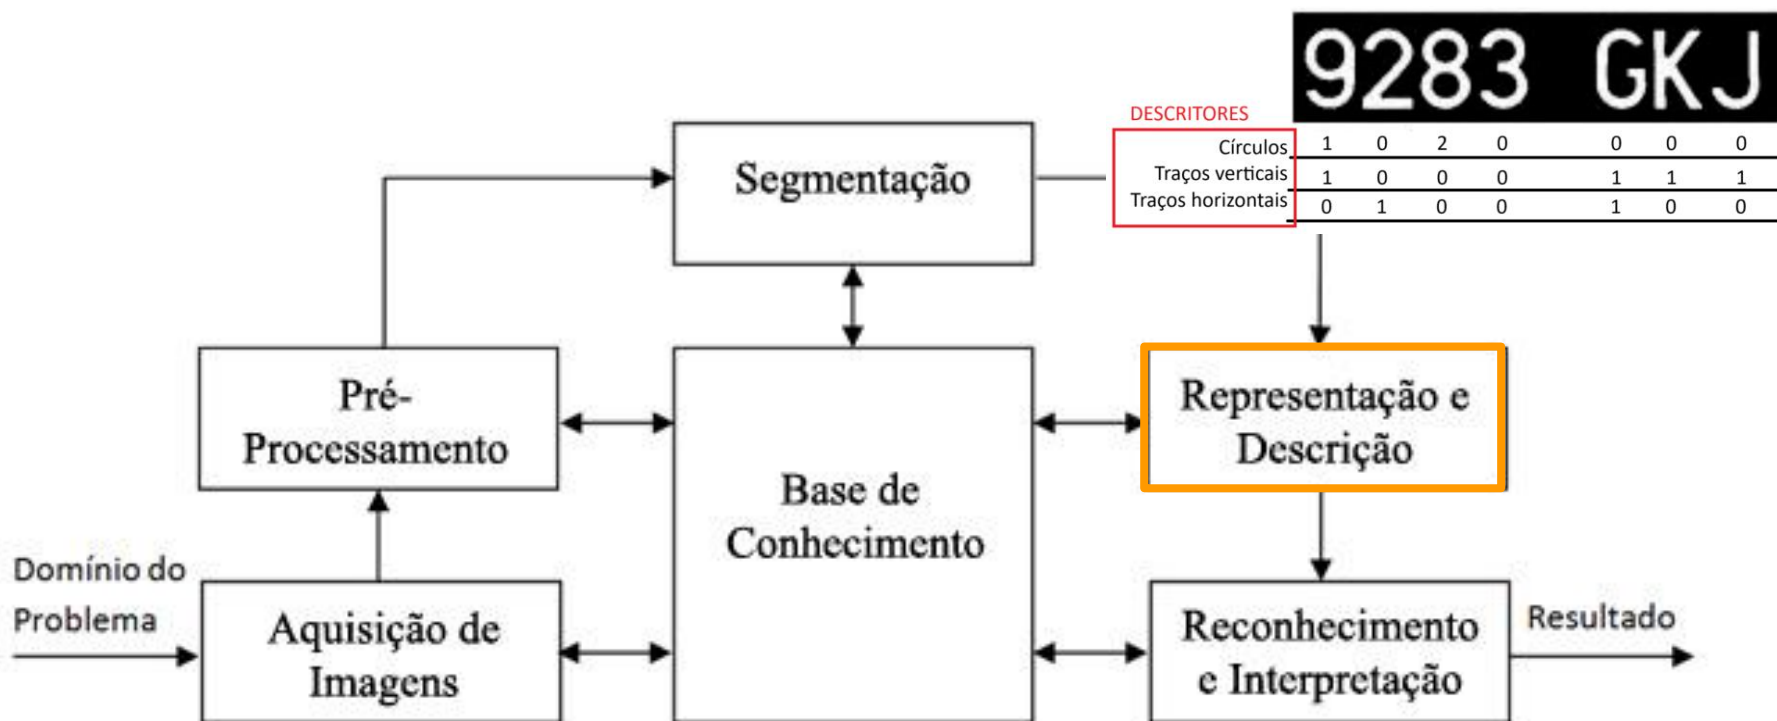 9283 GKJ
DESCRITORES
Círculos 1 0 2 0 0 0 0
Traços verticais 1 0 0 0 1 1 1
Traços horizontais 0 1 0 0 1 0 0
Segmentação
Pré-
Processamento
Representação e
Descrição
Base de
Conhecimento
Domínio do
Problema
Aquisição de
Imagens
Reconhecimento
e Interpretação
Resultado